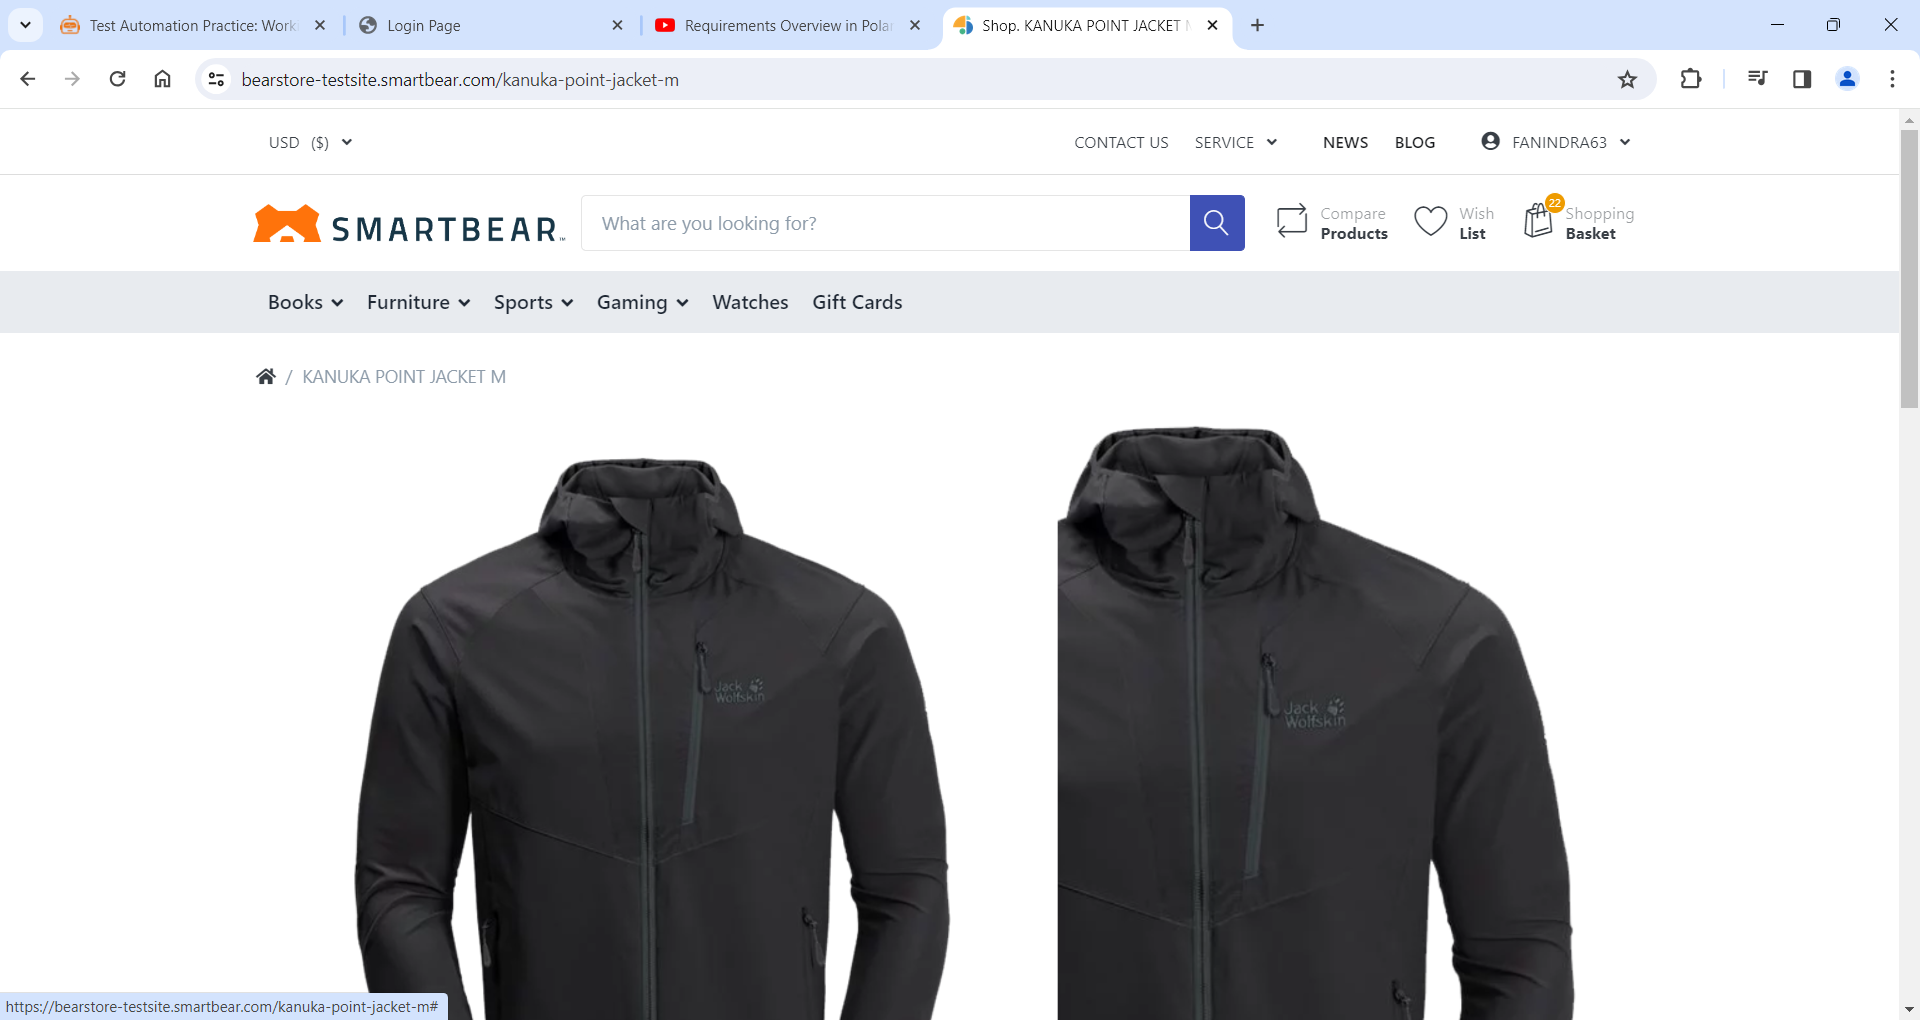 Test Automation Practice: Worki
Login Page
Requirements Overview in Polar
Shop. KANUKA POINT JACKET M
bearstore-testsite.smartbear.com/kanuka-point-jacket-m
USD ($)
CONTACT US
SERVICE
NEWS
BLOG
FANINDRA63
SMARTBEAR™
What are you looking for?
Compare
Products
Wish
List
22
Shopping
Basket
Books
Furniture
Sports
Gaming
Watches
Gift Cards
/ KANUKA POINT JACKET M
Jack
Wolfskin
Jack
Wolfskin
https://bearstore-testsite.smartbear.com/kanuka-point-jacket-m#